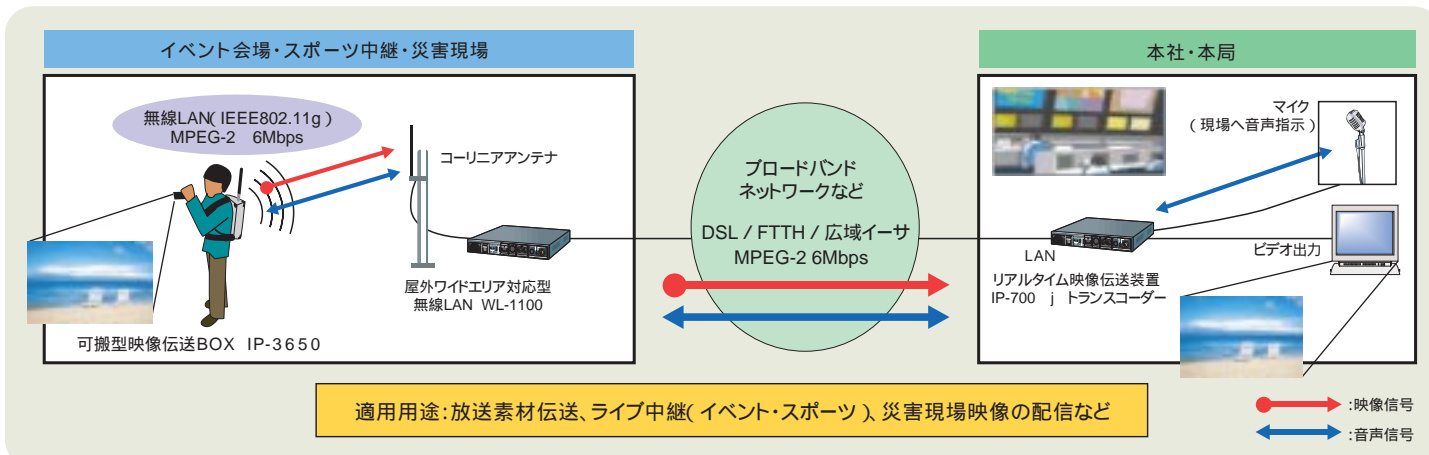 イベント会場・スポーツ中継・災害現場
無線LAN(IEEE802.11g)
MPEG-2 6Mbps
コーリニアアンテナ
屋外ワイドエリア対応型
無線LAN WL-1100
可搬型映像伝送BOX IP-3650
ブロードバンド
ネットワークなど
DSL / FTTH / 広域イーサ
MPEG-2 6Mbps
本社・本局
マイク
(現場へ音声指示)
LAN
リアルタイム映像伝送装置
IP-700 j トランスコーダー
ビデオ出力
適用用途:放送素材伝送、ライブ中継(イベント・スポーツ)、災害現場映像の配信など
:映像信号
:音声信号